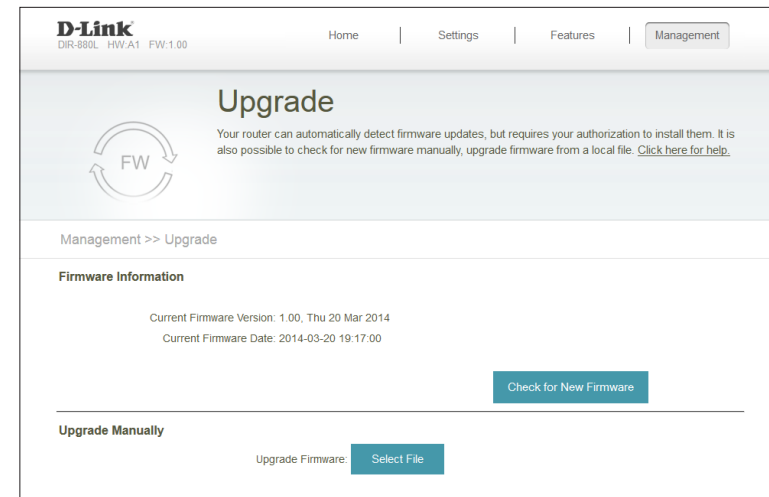 D-Link
DIR-880L HW:A1 FW:1.00
Home | Settings | Features | Management
Upgrade
Your router can automatically detect firmware updates, but requires your authorization to install them. It is
also possible to check for new firmware manually, upgrade firmware from a local file. Click here for help.
FW
Management >> Upgrade
Firmware Information
Current Firmware Version: 1.00, Thu 20 Mar 2014
Current Firmware Date: 2014-03-20 19:17:00
Check for New Firmware
Upgrade Manually
Upgrade Firmware: Select File